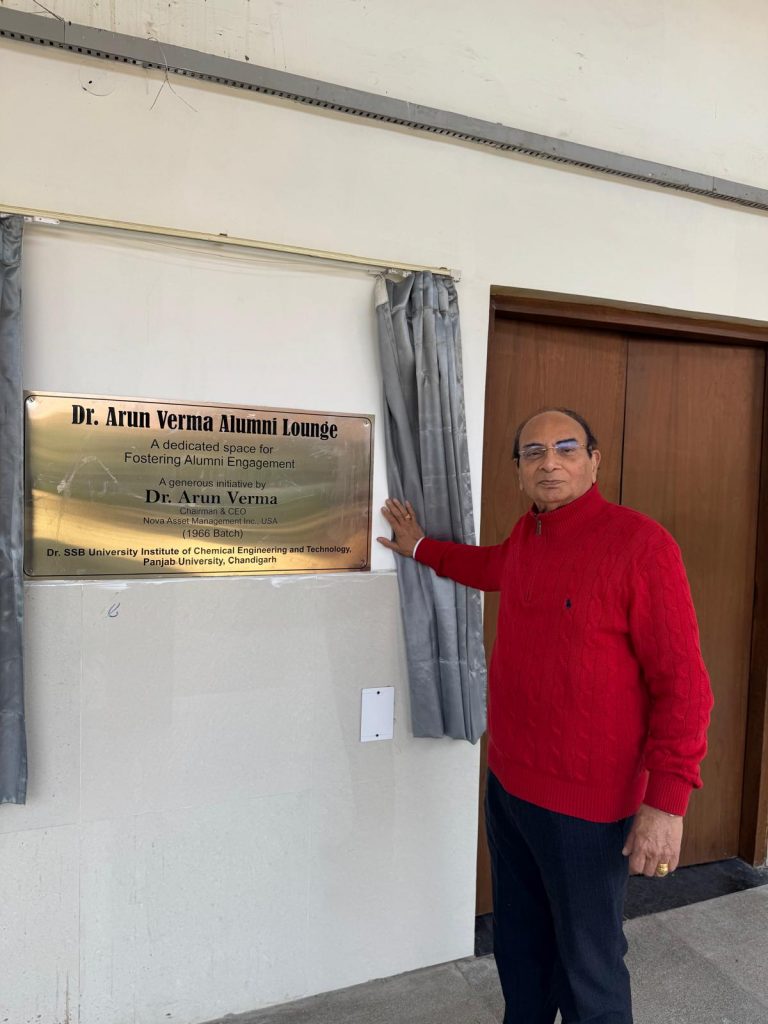 Dr. Arun Verma Alumni Lounge
A dedicated space for
Fostering Alumni Engagement
A generous initiative by
Dr. Arun Verma
Chairman & CEO
Nova Asset Management Inc., USA
(1966 Batch)
Dr. SSB University Institute of Chemical Engineering and Technology,
Panjab University, Chandigarh